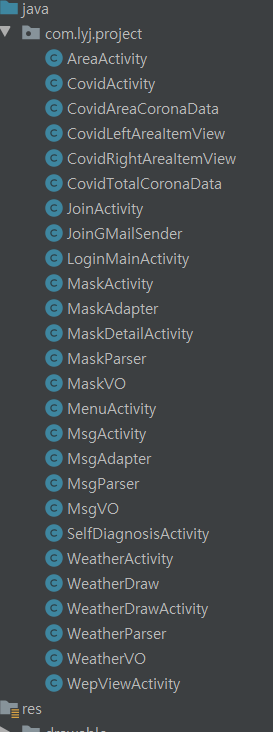 java
com.lyj.project
AreaActivity
CovidActivity
CovidAreaCoronaData
CovidLeftAreaItemView
CovidRightAreaItemView
CovidTotalCoronaData
JoinActivity
JoinGMailSender
LoginMainActivity
MaskActivity
MaskAdapter
MaskDetailActivity
MaskParser
MaskVO
MenuActivity
MsgActivity
MsgAdapter
MsgParser
MsgVO
SelfDiagnosisActivity
WeatherActivity
WeatherDraw
WeatherDrawActivity
WeatherParser
WeatherVO
WepViewActivity
res
drawable